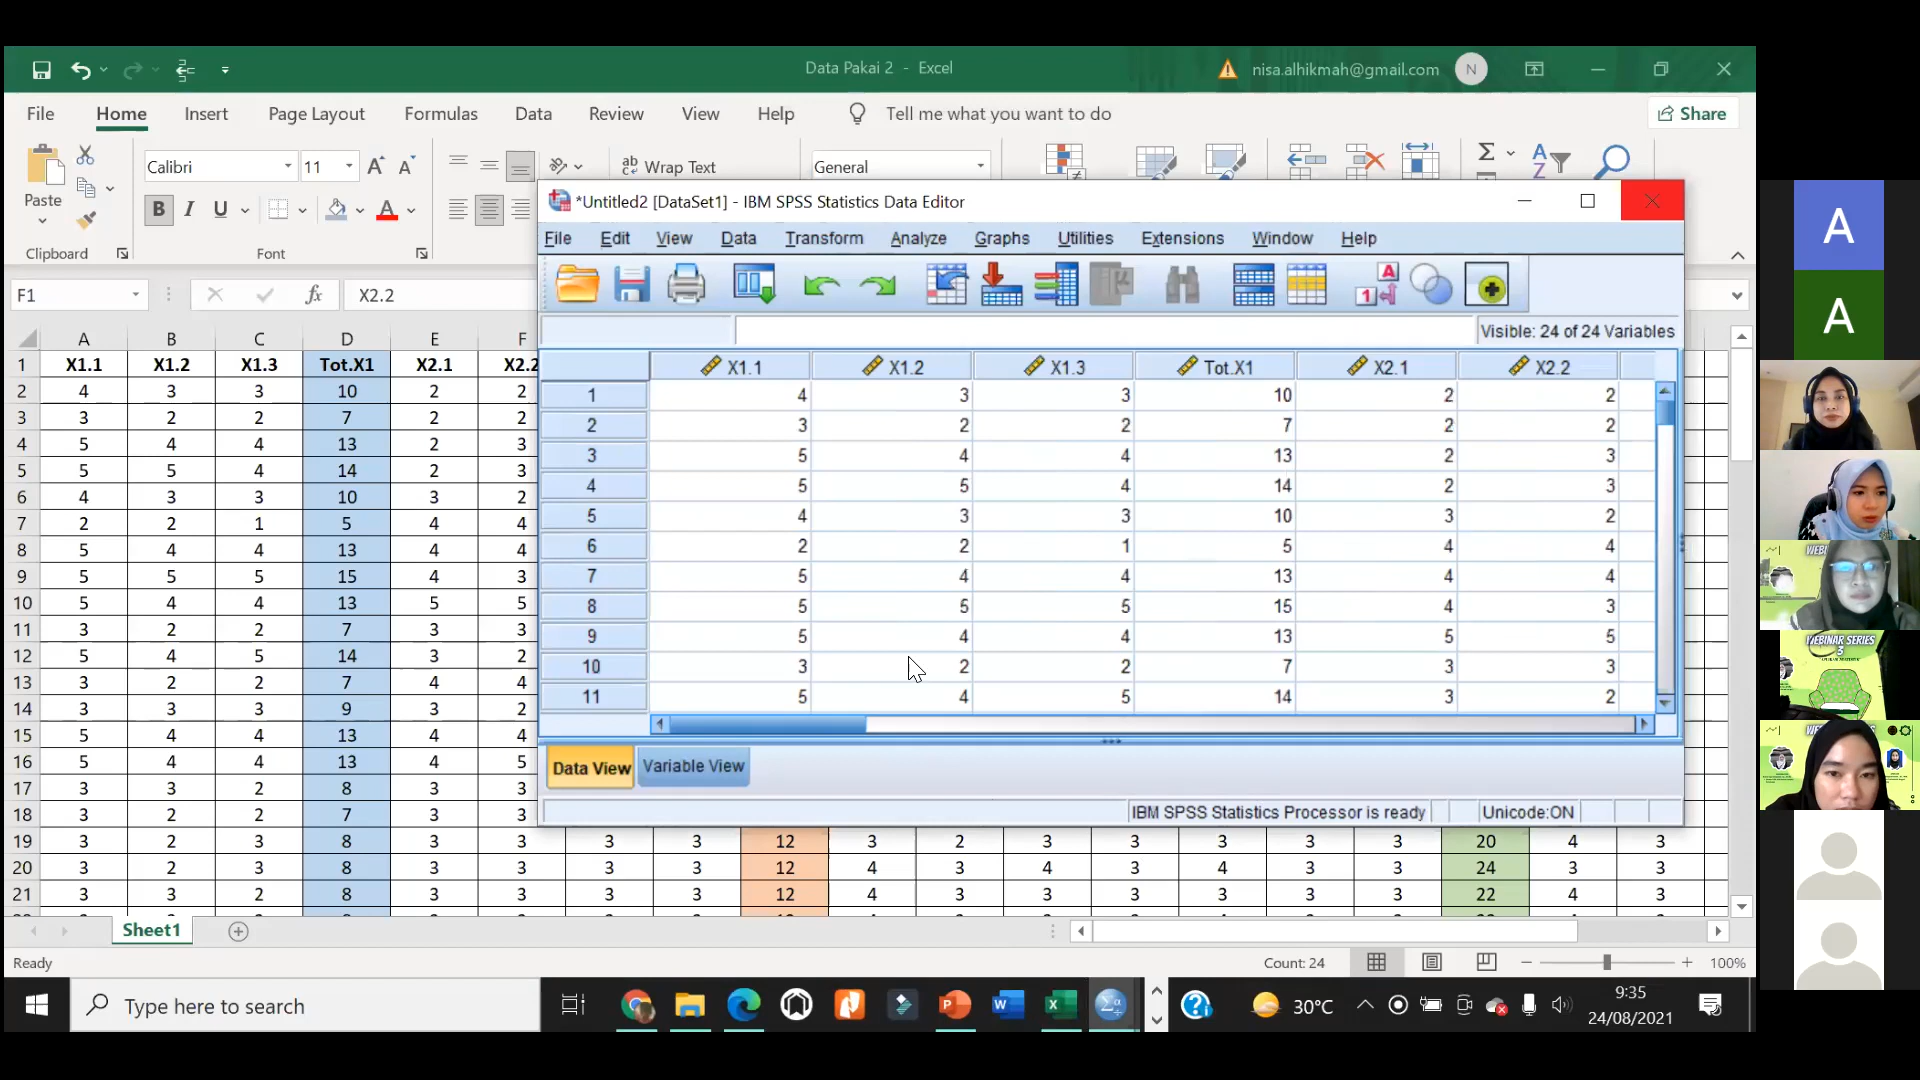 Data Pakai 2 - Excel
nisa.alhikmah@gmail.com N
File Home Insert Page Layout Formulas Data Review View Help Tell me what you want to do Share
Calibri 11 Wrap Text General
Paste B I U A
Clipboard Font
F1 fx X2.2
A B C D E F
1 X1.1 X1.2 X1.3 Tot.X1 X2.1 X2.2
2 4 3 3 10 2 2
3 3 2 2 7 2 2
4 5 4 4 13 2 3
5 5 5 4 14 2 3
6 4 3 3 10 3 2
7 2 2 1 5 4 4
8 5 4 4 13 4 4
9 5 5 5 15 4 3
10 5 4 4 13 5 5
11 3 2 2 7 3 3
12 5 4 5 14 3 2
13 3 2 2 7 4 4
14 3 3 3 9 3 2
15 5 4 4 13 4 4
16 5 4 4 13 4 5
17 3 3 2 8 3 3
18 3 2 2 7 3 3
19 3 2 3 8 3 3 3 3 12 3 2 3 3 3 3 3 20 4 3
20 3 2 3 8 3 3 3 3 12 4 3 4 3 4 3 3 24 3 3
21 3 3 2 8 3 3 3 3 12 4 3 3 3 3 3 3 22 4 3
Sheet1
Ready Count: 24 100%
*Untitled2 [DataSet1] - IBM SPSS Statistics Data Editor
File Edit View Data Transform Analyze Graphs Utilities Extensions Window Help
Visible: 24 of 24 Variables
X1.1 X1.2 X1.3 Tot.X1 X2.1 X2.2
1 4 3 3 10 2 2
2 3 2 2 7 2 2
3 5 4 4 13 2 3
4 5 5 4 14 2 3
5 4 3 3 10 3 2
6 2 2 1 5 4 4
7 5 4 4 13 4 4
8 5 5 5 15 4 3
9 5 4 4 13 5 5
10 3 2 2 7 3 3
11 5 4 5 14 3 2
Data View Variable View
IBM SPSS Statistics Processor is ready Unicode:ON
Type here to search
30°C
9:35
24/08/2021
A
A
WEBINAR SERIES
3